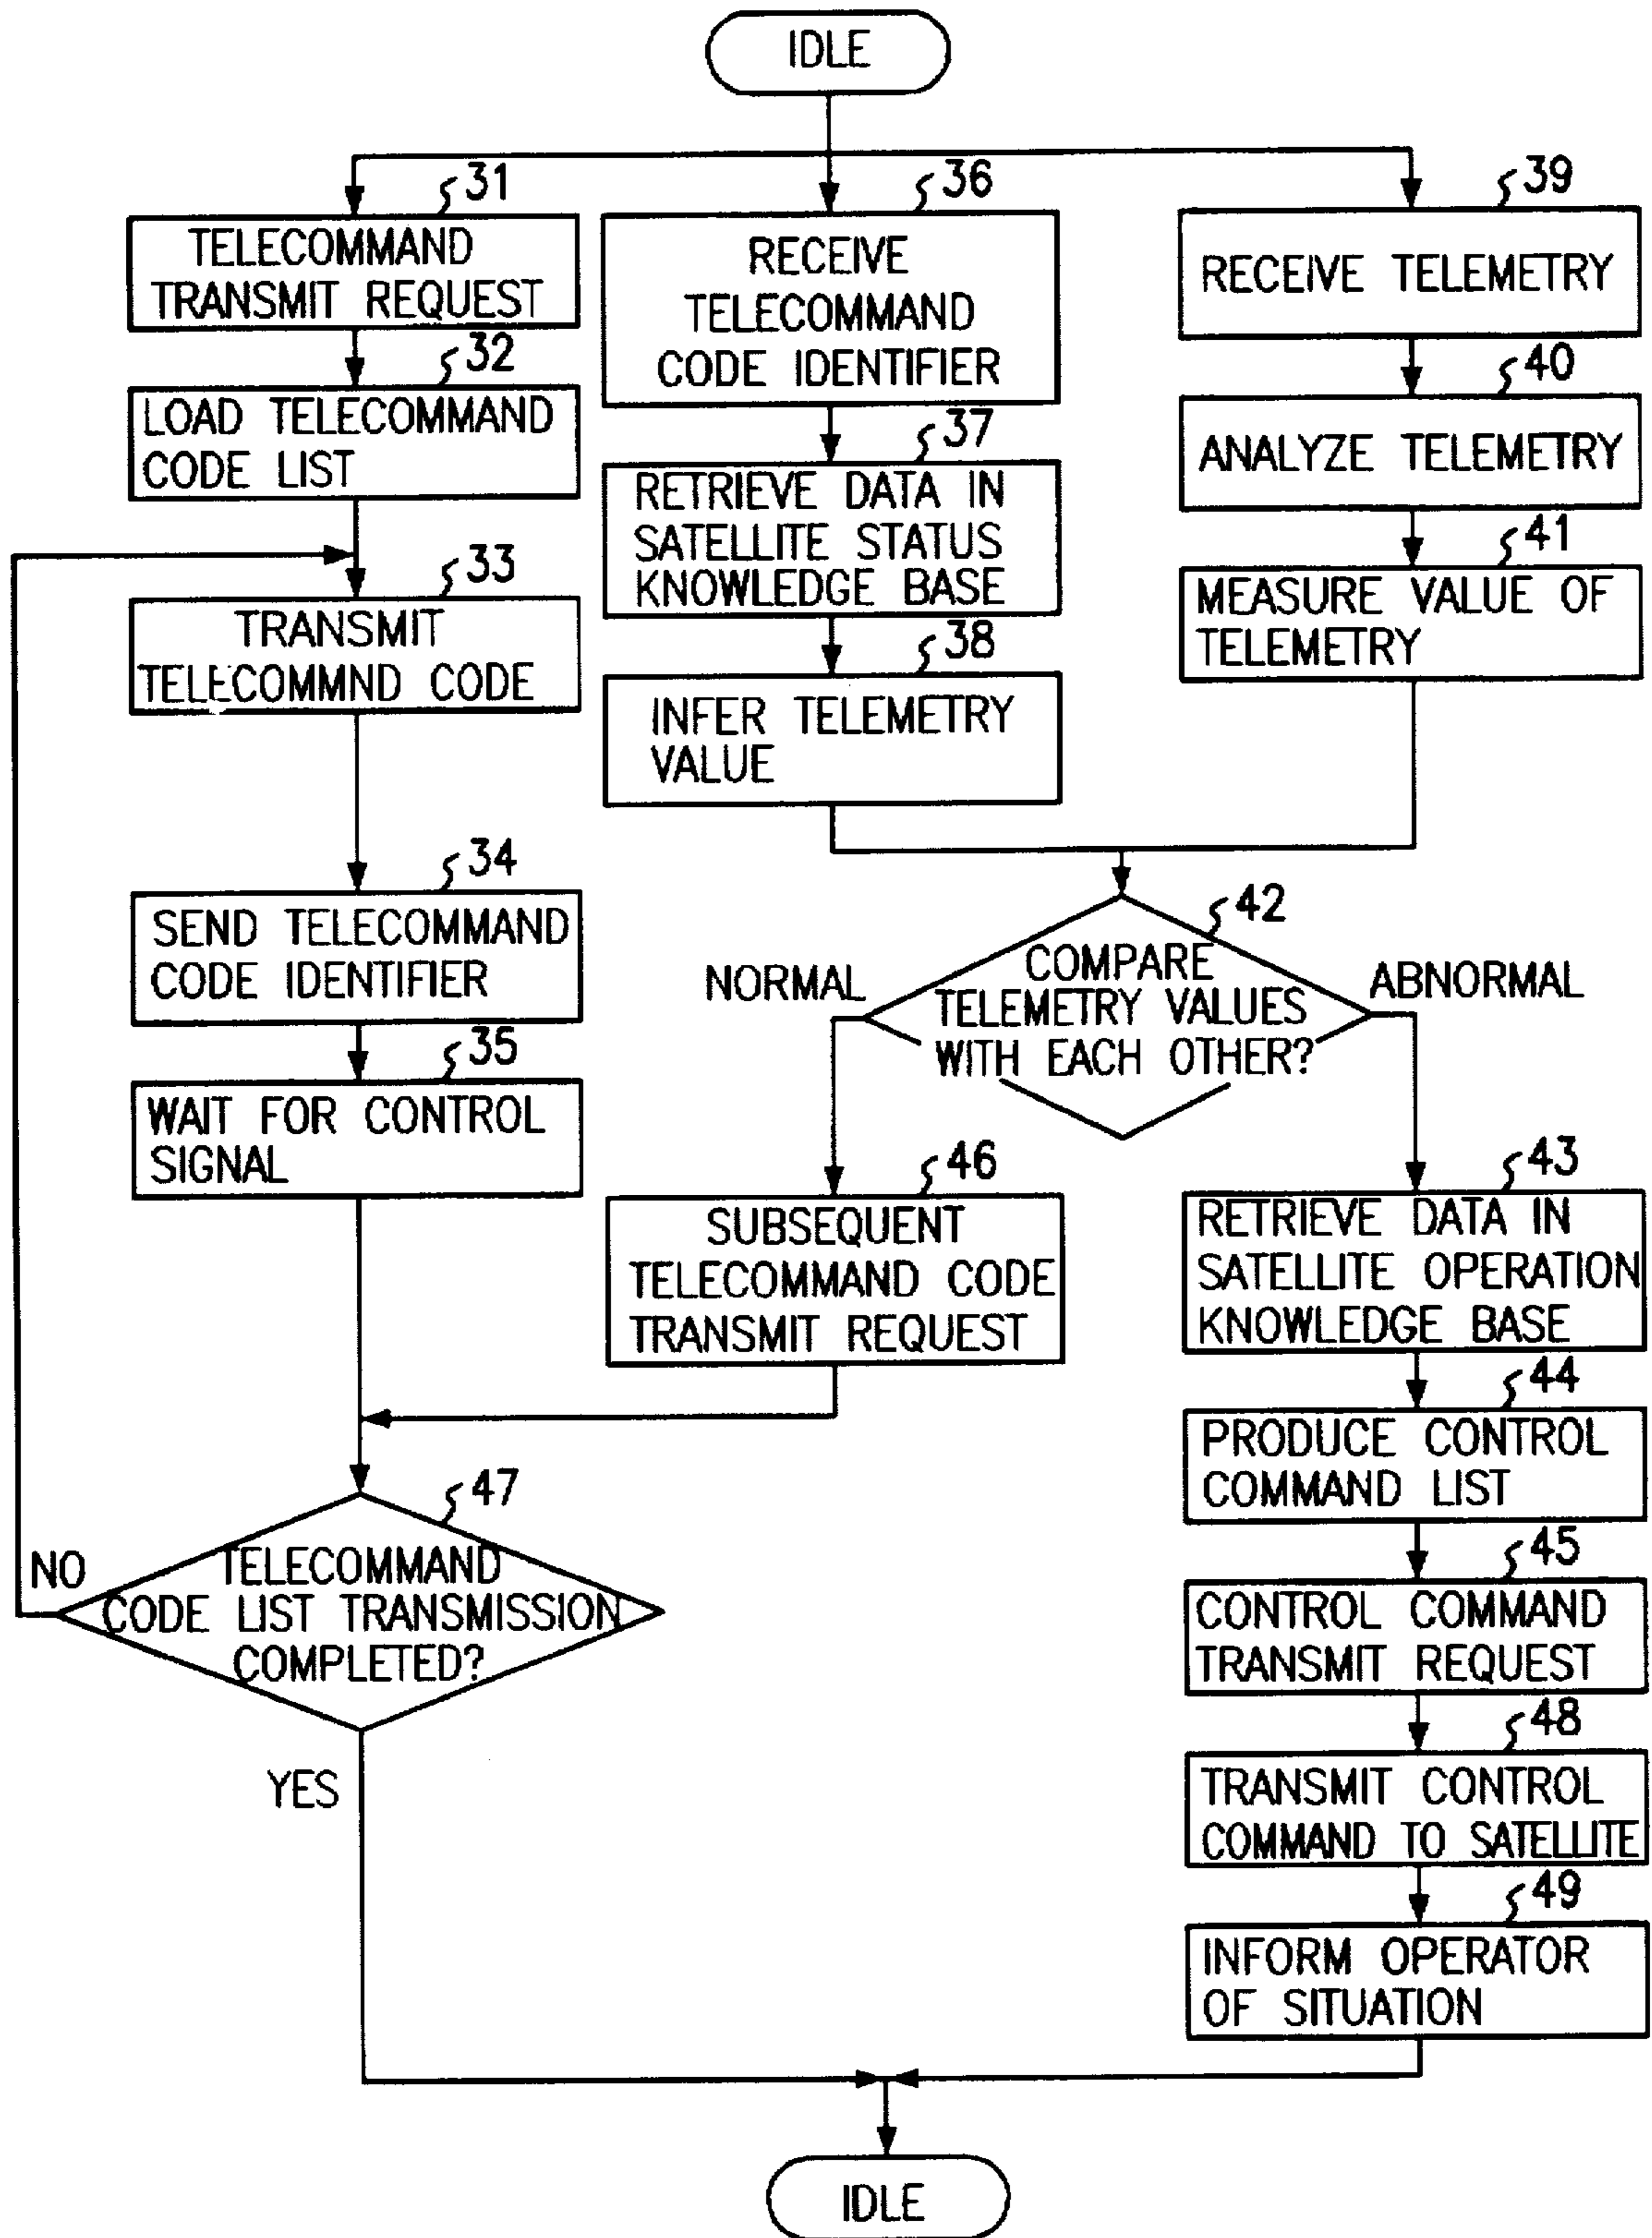 IDLE
31
TELECOMMAND
TRANSMIT REQUEST
32
LOAD TELECOMMAND
CODE LIST
33
TRANSMIT
TELECOMMND CODE
34
SEND TELECOMMAND
CODE IDENTIFIER
35
WAIT FOR CONTROL
SIGNAL
36
RECEIVE
TELECOMMAND
CODE IDENTIFIER
37
RETRIEVE DATA IN
SATELLITE STATUS
KNOWLEDGE BASE
38
INFER TELEMETRY
VALUE
39
RECEIVE TELEMETRY
40
ANALYZE TELEMETRY
41
MEASURE VALUE OF
TELEMETRY
42
COMPARE
TELEMETRY VALUES
WITH EACH OTHER?
NORMAL
ABNORMAL
46
SUBSEQUENT
TELECOMMAND CODE
TRANSMIT REQUEST
43
RETRIEVE DATA IN
SATELLITE OPERATION
KNOWLEDGE BASE
44
PRODUCE CONTROL
COMMAND LIST
45
CONTROL COMMAND
TRANSMIT REQUEST
48
TRANSMIT CONTROL
COMMAND TO SATELLITE
49
INFORM OPERATOR
OF SITUATION
47
TELECOMMAND
CODE LIST TRANSMISSION
COMPLETED?
NO
YES
IDLE